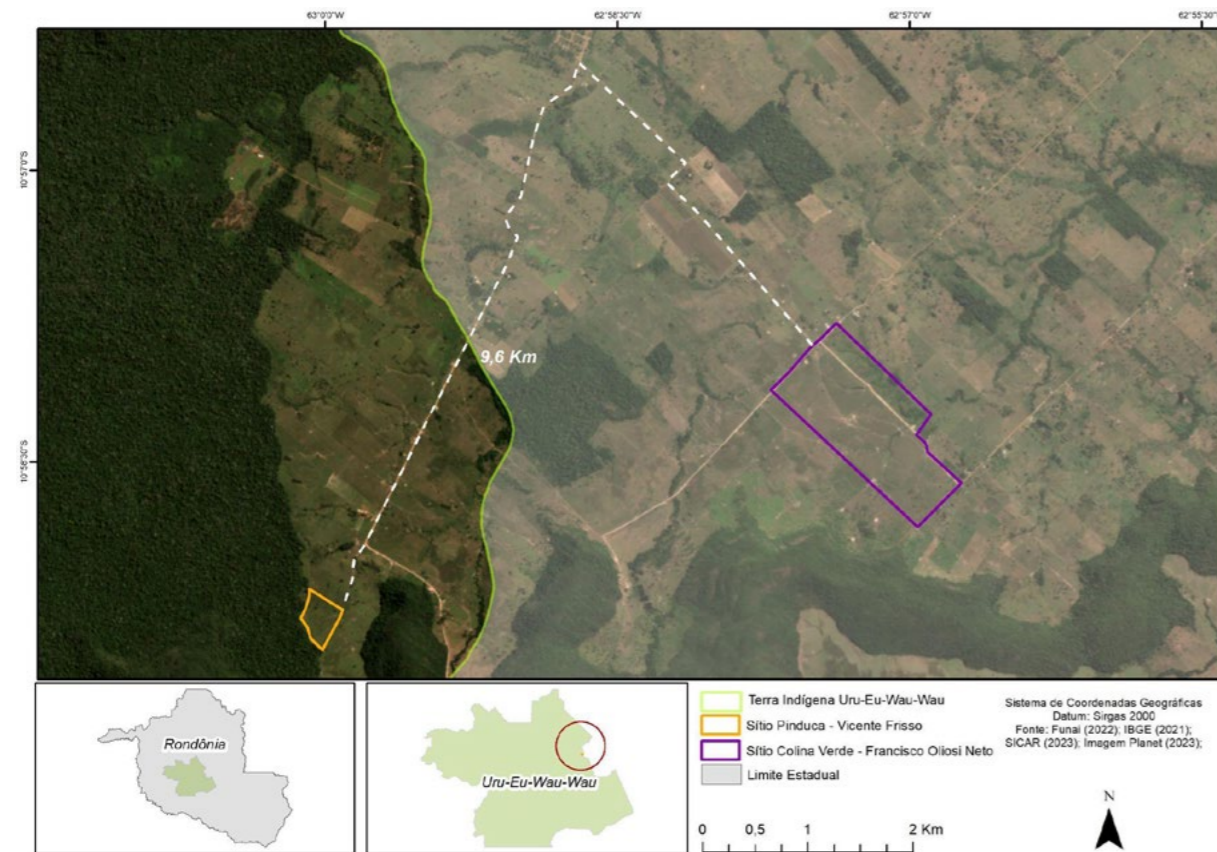 63°0'0"W
62°58'30"W
62°57'0"W
62°55'30"W
10°57'0"S
10°58'30"S
9,6 Km
Rondônia
Uru-Eu-Wau-Wau
Terra Indígena Uru-Eu-Wau-Wau
Sítio Pinduca - Vicente Frisso
Sítio Colina Verde - Francisco Oliosi Neto
Limite Estadual
0 0,5 1 2 Km
Sistema de Coordenadas Geográficas
Datum: Sirgas 2000
Fonte: Funai (2022); IBGE (2021);
SICAR (2023); Imagem Planet (2023);
N